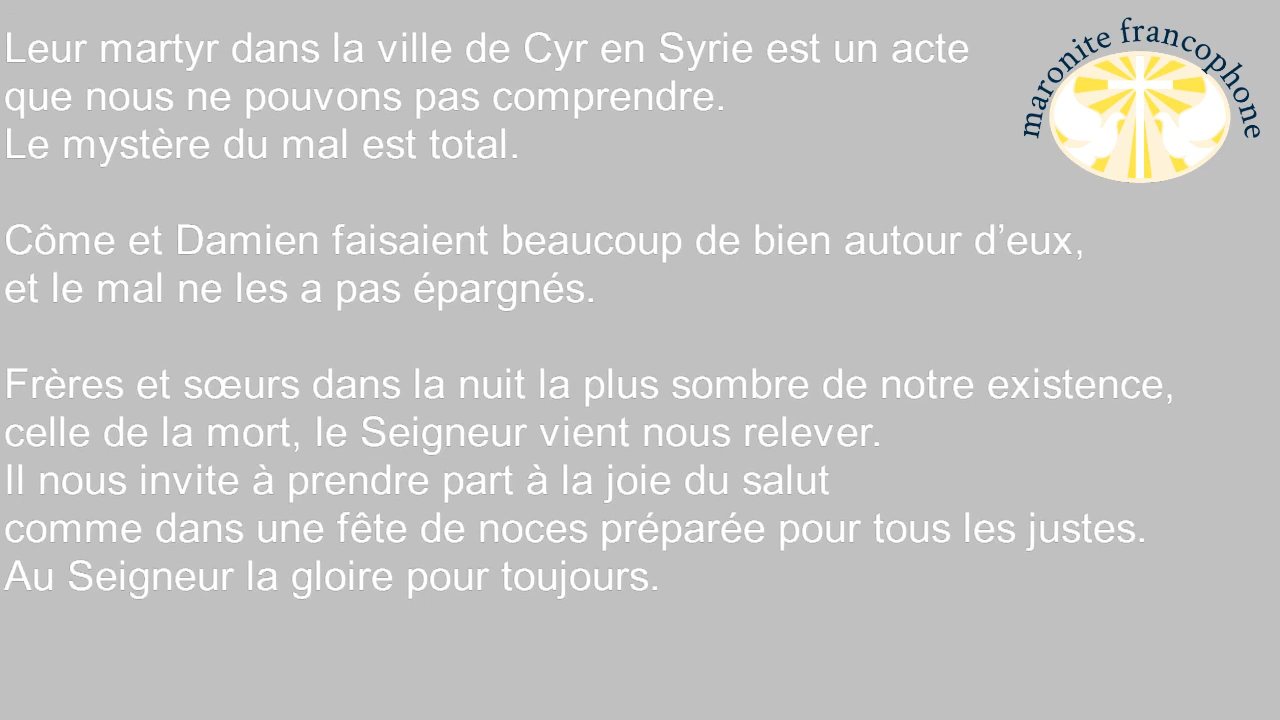 Leur martyr dans la ville de Cyr en Syrie est un acte
que nous ne pouvons pas comprendre.
Le mystère du mal est total.
maronite francophone
Côme et Damien faisaient beaucoup de bien autour d’eux,
et le mal ne les a pas épargnés.
Frères et sœurs dans la nuit la plus sombre de notre existence,
celle de la mort, le Seigneur vient nous relever.
Il nous invite à prendre part à la joie du salut
comme dans une fête de noces préparée pour tous les justes.
Au Seigneur la gloire pour toujours.